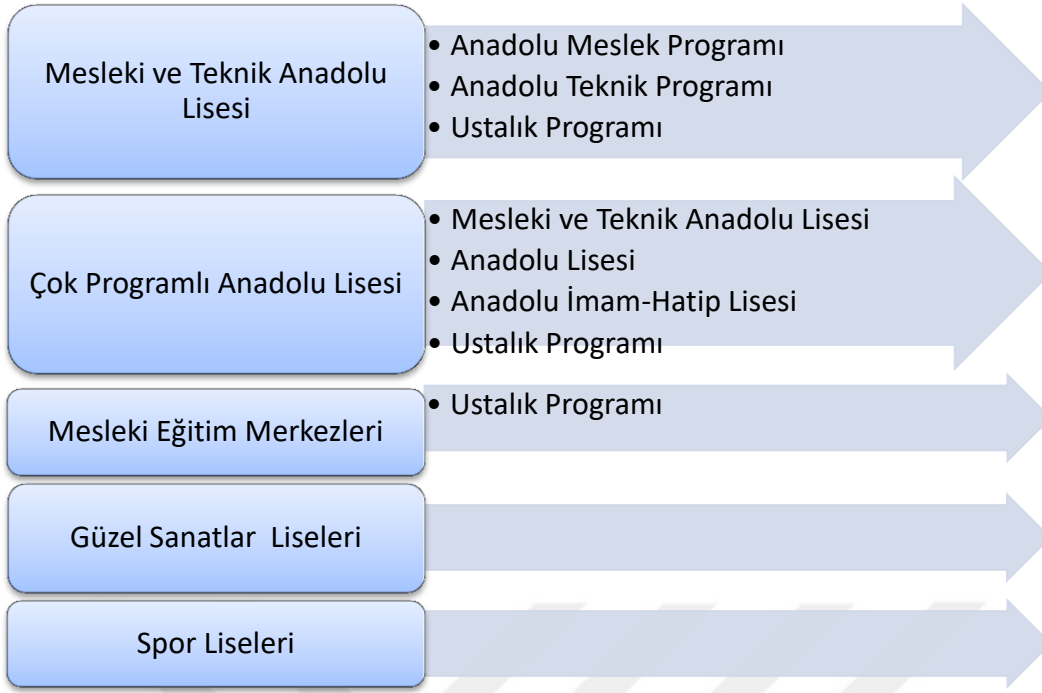 Mesleki ve Teknik Anadolu
Lisesi
• Anadolu Meslek Programı
• Anadolu Teknik Programı
• Ustalık Programı
Çok Programlı Anadolu Lisesi
• Mesleki ve Teknik Anadolu Lisesi
• Anadolu Lisesi
• Anadolu İmam-Hatip Lisesi
• Ustalık Programı
Mesleki Eğitim Merkezleri
• Ustalık Programı
Güzel Sanatlar Liseleri
Spor Liseleri